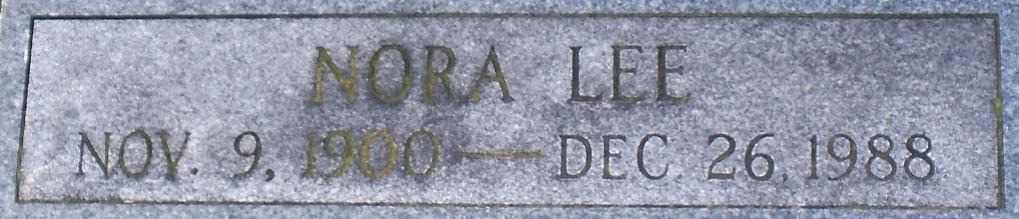 NORA LEE
NOV. 9, 1900 — DEC 26, 1988